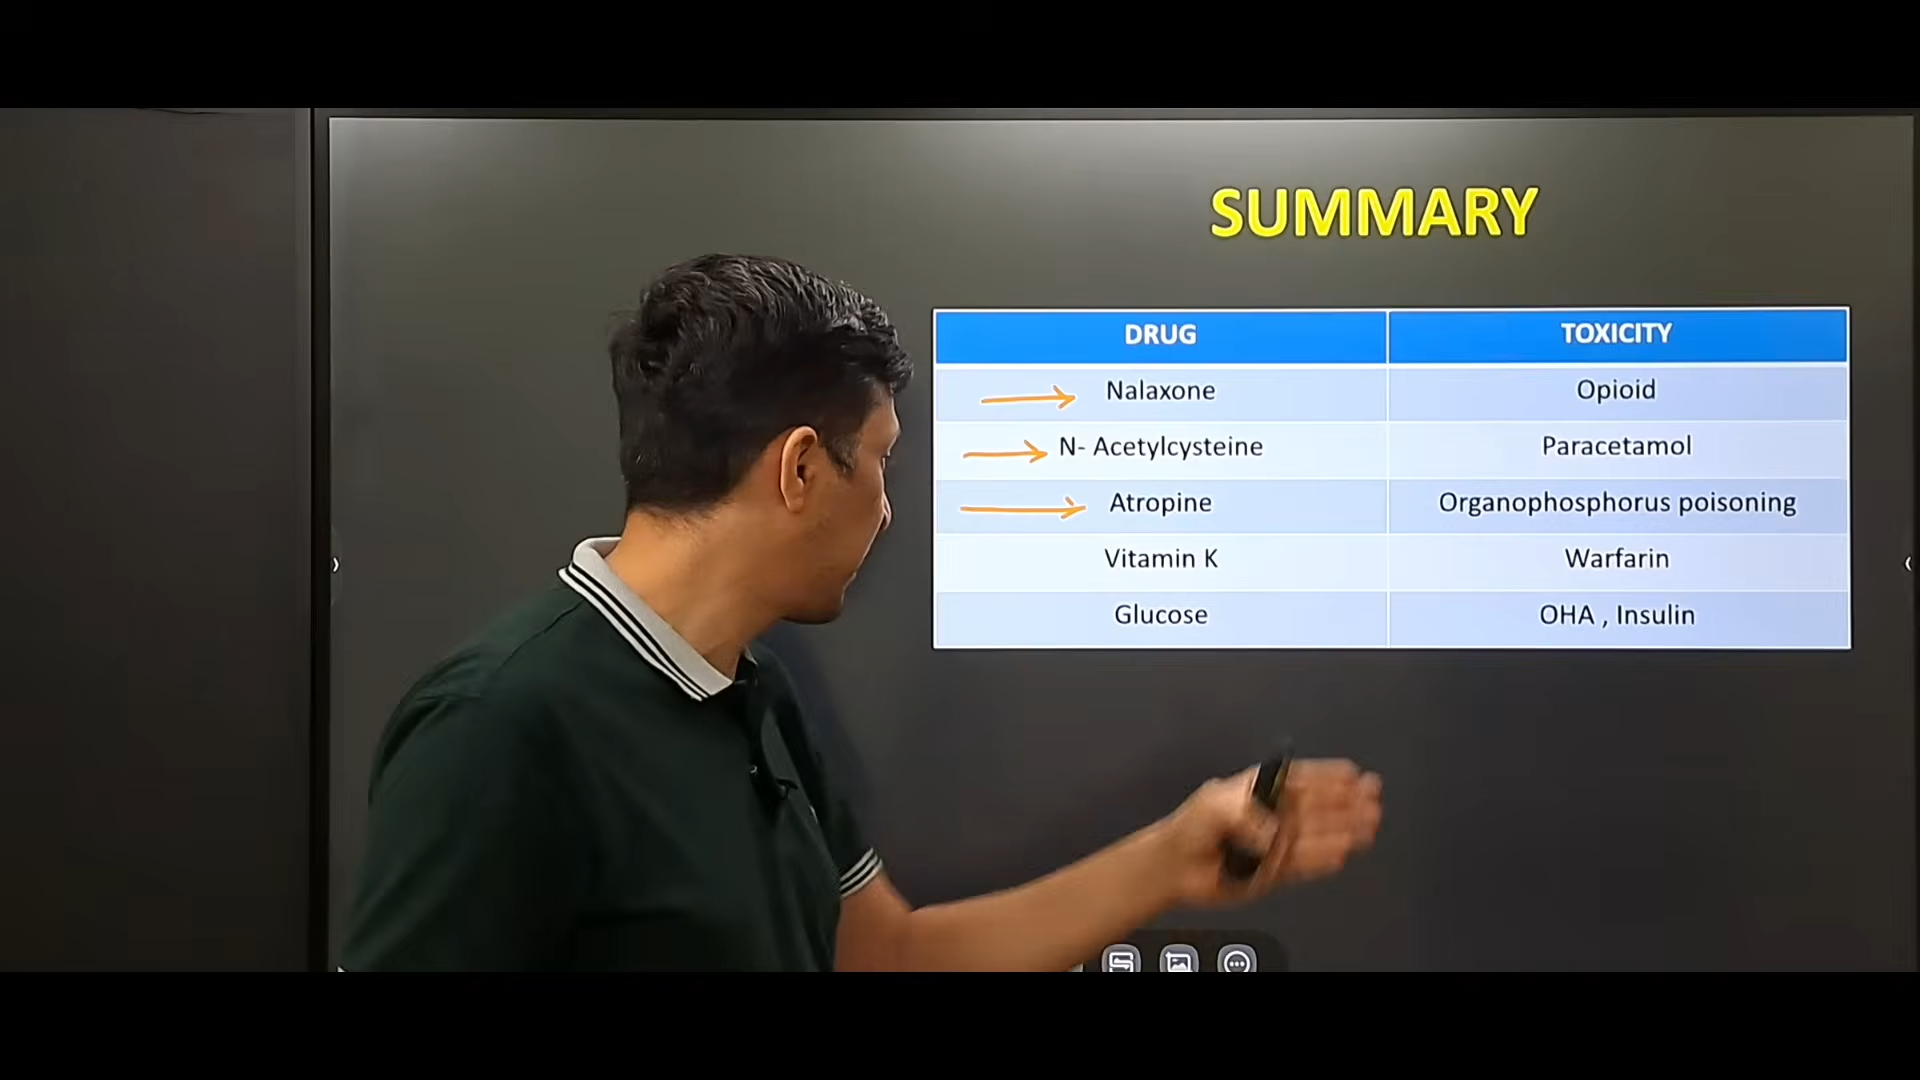 SUMMARY
DRUG TOXICITY
Nalaxone Opioid
N- Acetylcysteine Paracetamol
Atropine Organophosphorus poisoning
Vitamin K Warfarin
Glucose OHA , Insulin